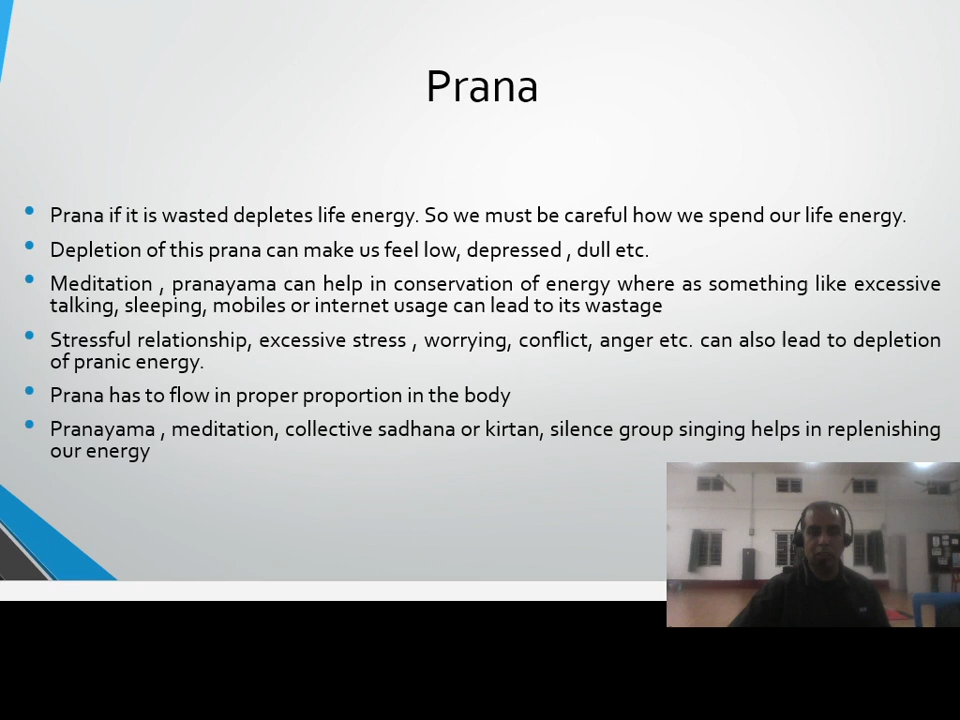 Prana
Prana if it is wasted depletes life energy. So we must be careful how we spend our life energy.
Depletion of this prana can make us feel low, depressed , dull etc.
Meditation , pranayama can help in conservation of energy where as something like excessive
talking, sleeping, mobiles or internet usage can lead to its wastage
Stressful relationship, excessive stress , worrying, conflict, anger etc. can also lead to depletion
of pranic energy.
Prana has to flow in proper proportion in the body
Pranayama , meditation, collective sadhana or kirtan, silence group singing helps in replenishing
our energy